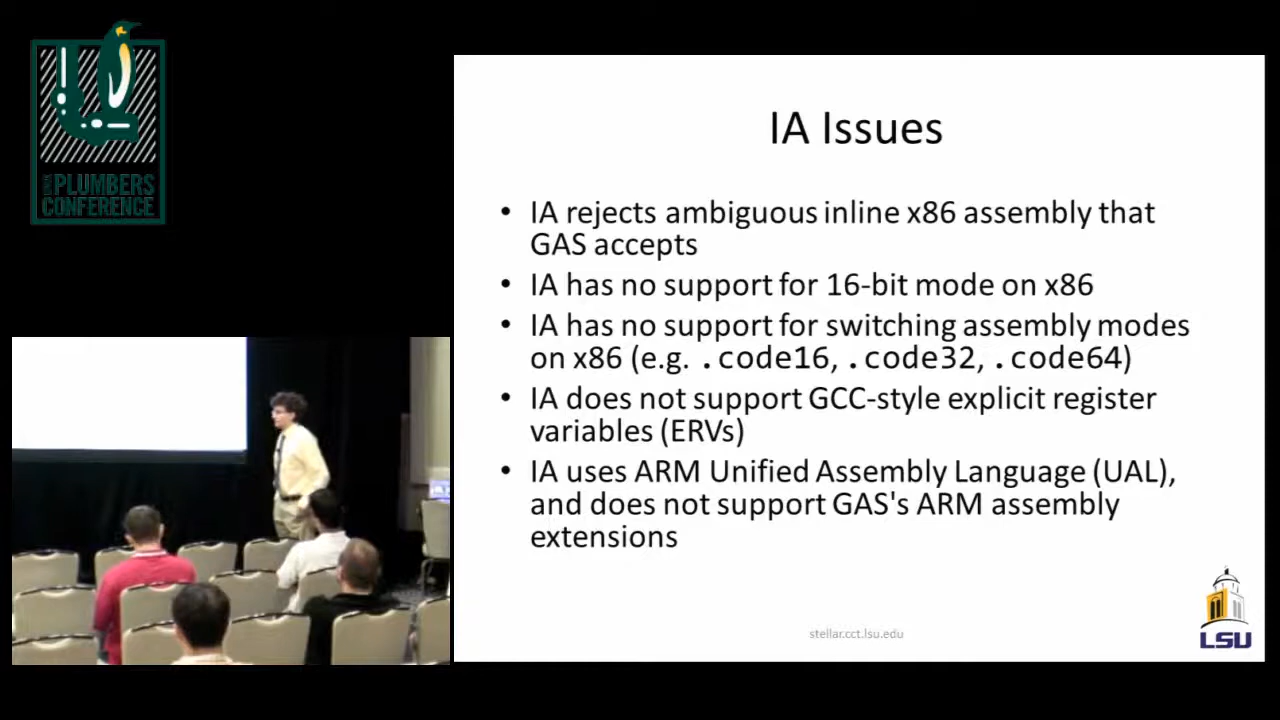 LINUX
PLUMBERS
CONFERENCE
IA Issues
• IA rejects ambiguous inline x86 assembly that
GAS accepts
• IA has no support for 16-bit mode on x86
• IA has no support for switching assembly modes
on x86 (e.g. .code16, .code32, .code64)
• IA does not support GCC-style explicit register
variables (ERVs)
• IA uses ARM Unified Assembly Language (UAL),
and does not support GAS's ARM assembly
extensions
stellar.cct.lsu.edu
LSU